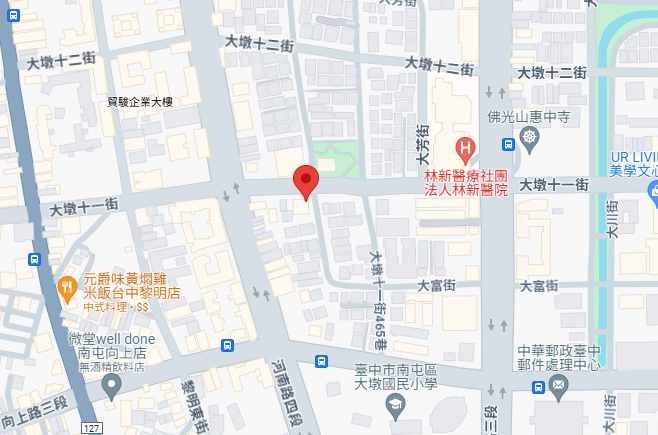 大芳街
大墩十二街
大墩十二街
大墩十二街
大墩十二街
貿駿企業大樓
佛光山惠中寺
大芳街
UR LIVIN
美學文心
林新醫療社團
法人林新醫院
大墩十一街
大墩十一街
大川街
元爵味黃燜雞
米飯台中黎明店
中式料理·$$
大墩十一街465巷
大富街
大富街
微堂well done
南屯向上店
無酒精飲料店
中華郵政臺中
郵件處理中心
臺中市南屯區
大墩國民小學
河南路四段
黎明東街
向上路三段
三段
大川街
127